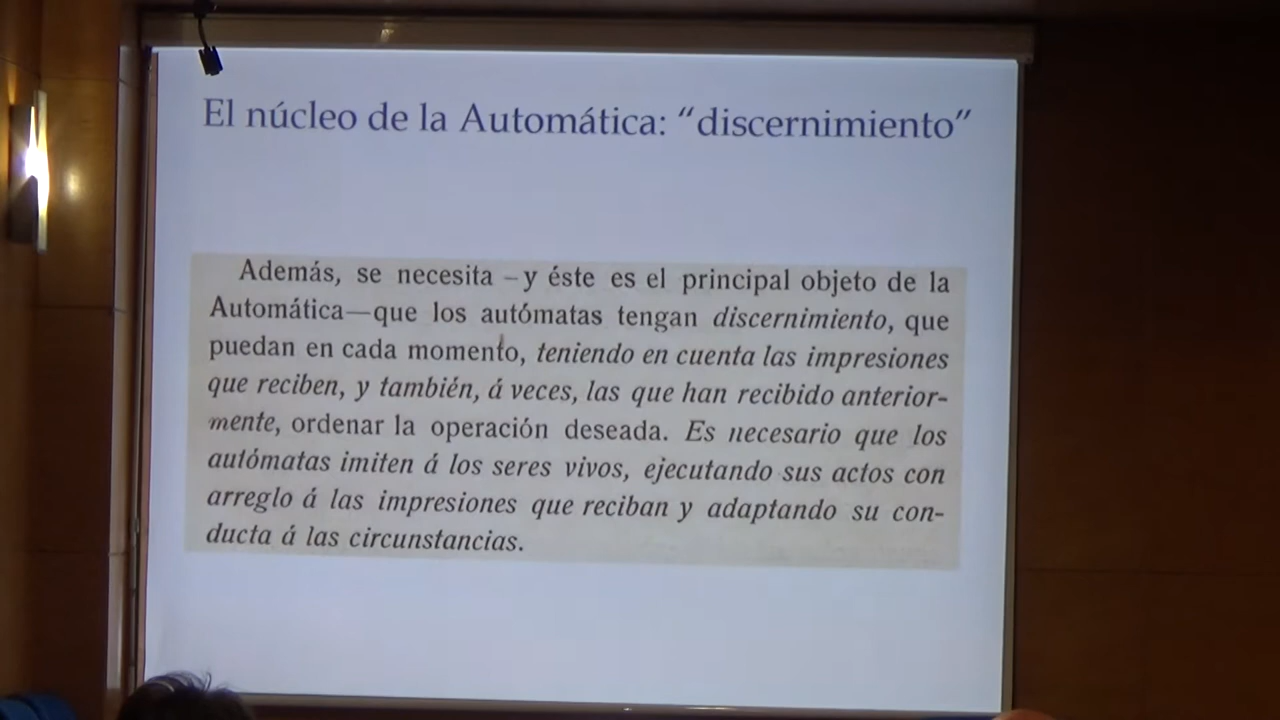 El núcleo de la Automática: “discernimiento”
Además, se necesita –y éste es el principal objeto de la
Automática—que los autómatas tengan discernimiento, que
puedan en cada momento, teniendo en cuenta las impresiones
que reciben, y también, á veces, las que han recibido anterior-
mente, ordenar la operación deseada. Es necesario que los
autómatas imiten á los seres vivos, ejecutando sus actos con
arreglo á las impresiones que reciban y adaptando su con-
ducta á las circunstancias.